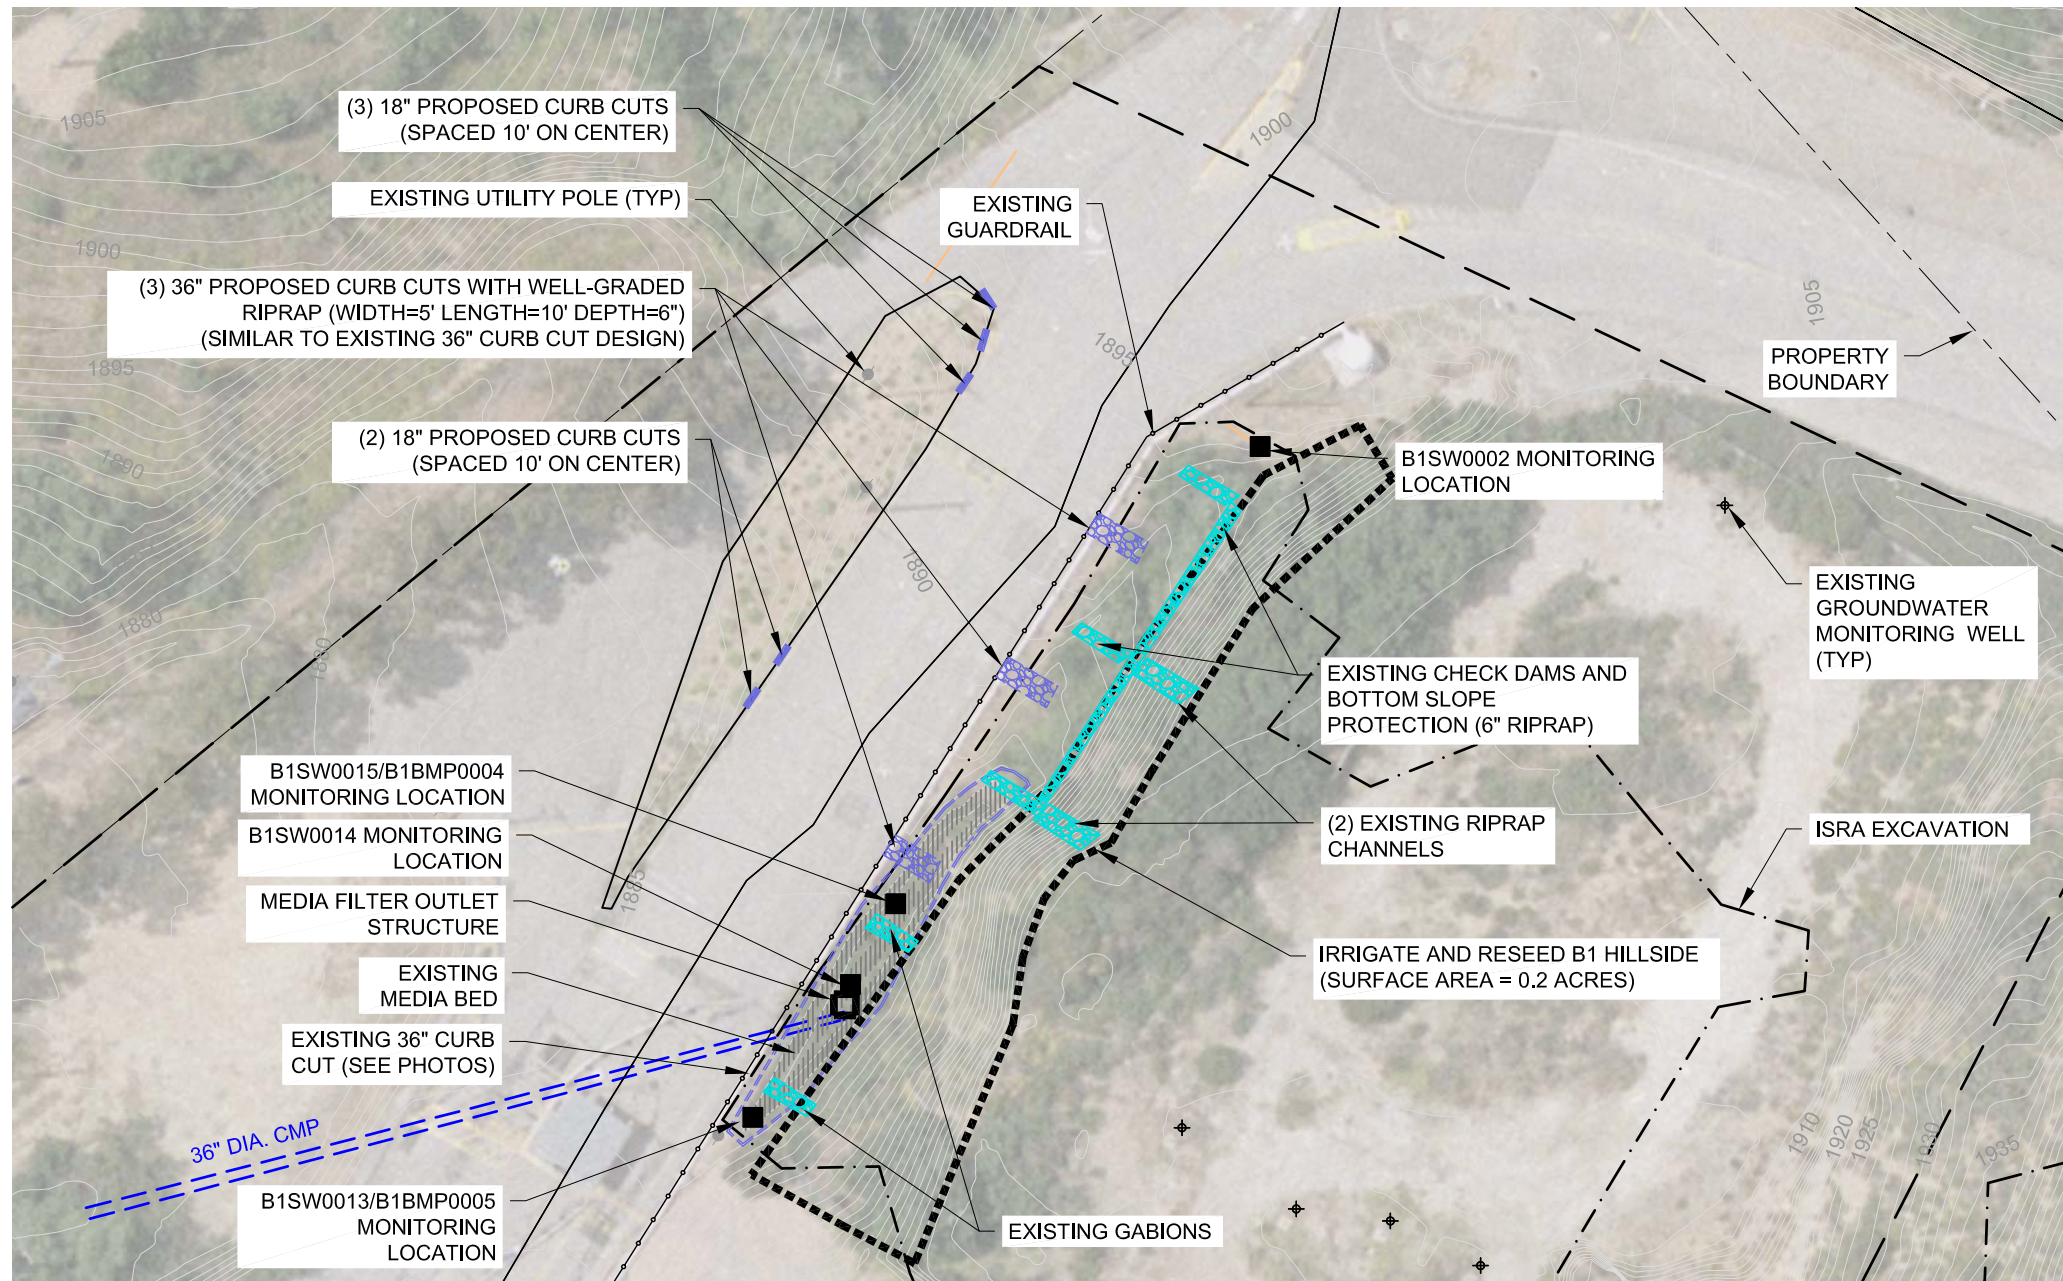 (3) 18" PROPOSED CURB CUTS
(SPACED 10' ON CENTER)
EXISTING UTILITY POLE (TYP)
(3) 36" PROPOSED CURB CUTS WITH WELL-GRADED
RIPRAP (WIDTH=5' LENGTH=10' DEPTH=6")
(SIMILAR TO EXISTING 36" CURB CUT DESIGN)
(2) 18" PROPOSED CURB CUTS
(SPACED 10' ON CENTER)
B1SW0015/B1BMP0004
MONITORING LOCATION
B1SW0014 MONITORING
LOCATION
MEDIA FILTER OUTLET
STRUCTURE
EXISTING
MEDIA BED
EXISTING 36" CURB
CUT (SEE PHOTOS)
36" DIA. CMP
B1SW0013/B1BMP0005
MONITORING
LOCATION
EXISTING
GUARDRAIL
PROPERTY
BOUNDARY
B1SW0002 MONITORING
LOCATION
EXISTING
GROUNDWATER
MONITORING WELL
(TYP)
EXISTING CHECK DAMS AND
BOTTOM SLOPE
PROTECTION (6" RIPRAP)
(2) EXISTING RIPRAP
CHANNELS
ISRA EXCAVATION
IRRIGATE AND RESEED B1 HILLSIDE
(SURFACE AREA = 0.2 ACRES)
EXISTING GABIONS
1905
1900
1895
1890
1880
1880
1885
1890
1895
1900
1905
1910
1920
1925
1930
1935